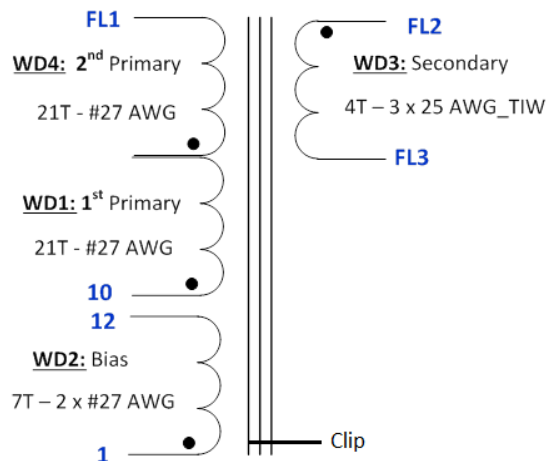 FL1
WD4: 2nd Primary
21T - #27 AWG
WD1: 1st Primary
21T - #27 AWG
10
12
WD2: Bias
7T – 2 x #27 AWG
1
FL2
WD3: Secondary
4T – 3 x 25 AWG_TIW
FL3
Clip